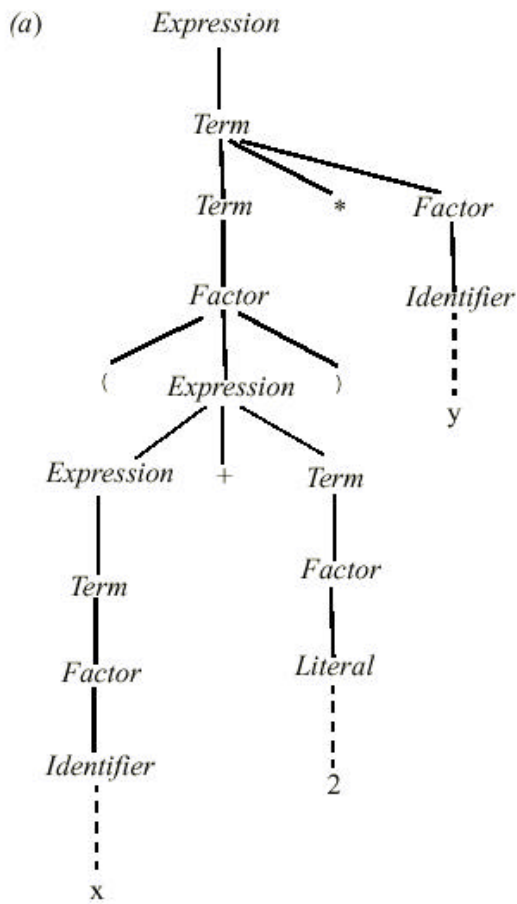 (a) Expression
Term
Term * Factor
Factor Identifier
( Expression ) y
Expression + Term
Factor
Term
Literal
Factor
Identifier
2
x